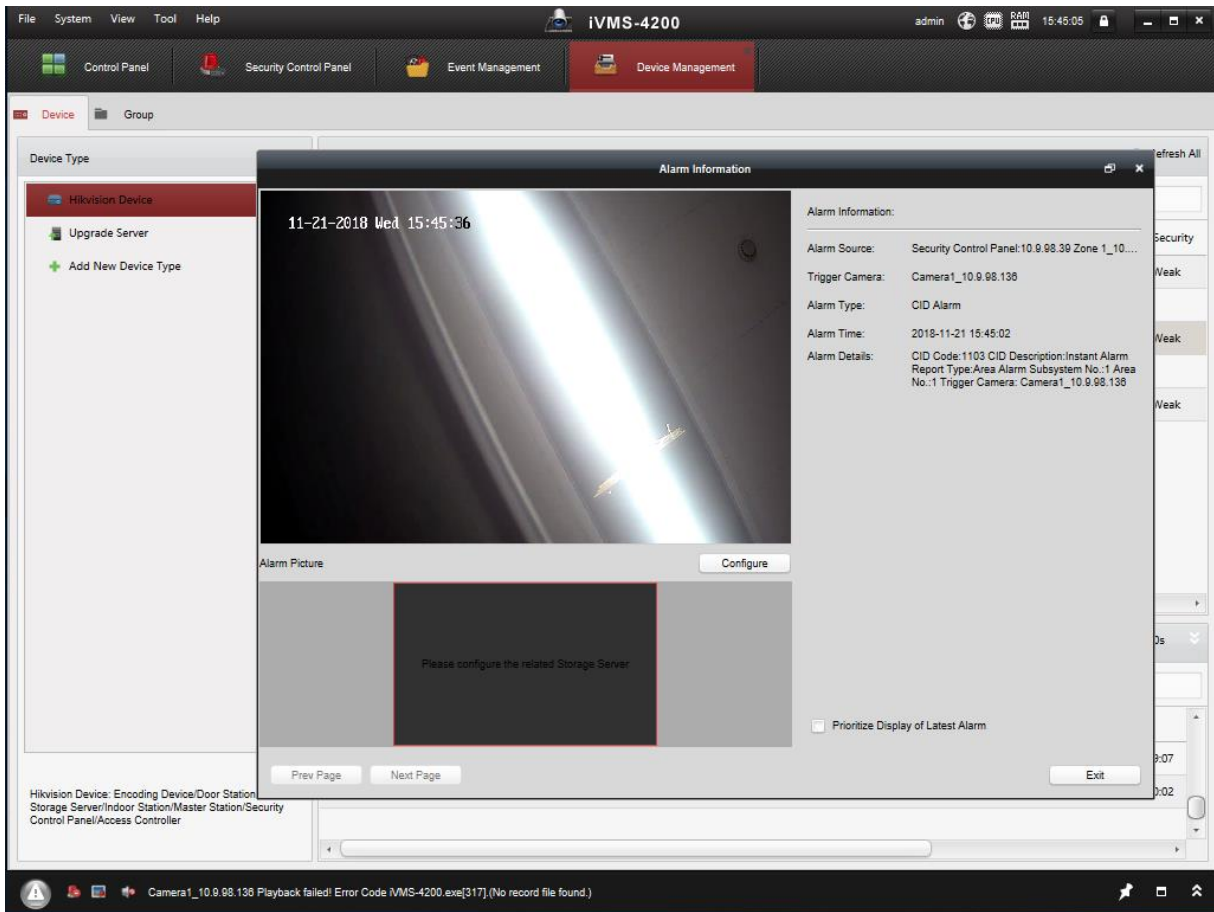 File System View Tool Help iVMS-4200 admin CPU RAM 15:45:05
Control Panel Security Control Panel Event Management Device Management
Device Group
Device Type
Refresh All
Hikvision Device
Upgrade Server
Add New Device Type
Security
Weak
Weak
Weak
Alarm Information
11-21-2018 Wed 15:45:36
Alarm Information:
Alarm Source: Security Control Panel:10.9.98.39 Zone 1_10....
Trigger Camera: Camera1_10.9.98.136
Alarm Type: CID Alarm
Alarm Time: 2018-11-21 15:45:02
Alarm Details: CID Code:1103 CID Description:Instant Alarm
Report Type:Area Alarm Subsystem No.:1 Area
No.:1 Trigger Camera: Camera1_10.9.98.136
Alarm Picture Configure
Please configure the related Storage Server
Prioritize Display of Latest Alarm
Prev Page Next Page Exit
Hikvision Device: Encoding Device/Door Station
Storage Server/Indoor Station/Master Station/Security
Control Panel/Access Controller
Camera1_10.9.98.136 Playback failed! Error Code iVMS-4200.exe[317].(No record file found.)